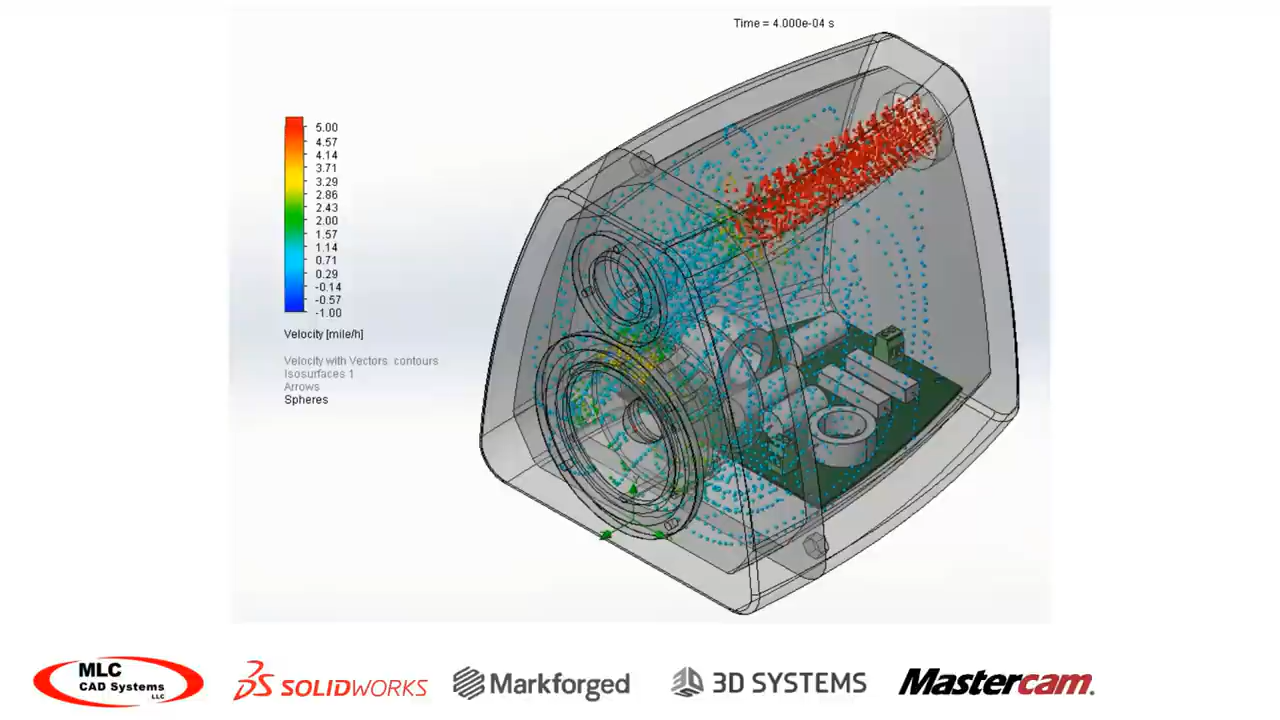 Time = 4.000e-04 s
5.00
4.57
4.14
3.71
3.29
2.86
2.43
2.00
1.57
1.14
0.71
0.29
-0.14
-0.57
-1.00
Velocity [mile/h]
Velocity with Vectors contours
Isosurfaces 1
Arrows
Spheres
MLC
CAD Systems
LLC
SOLIDWORKS
Markforged
3D SYSTEMS
Mastercam.